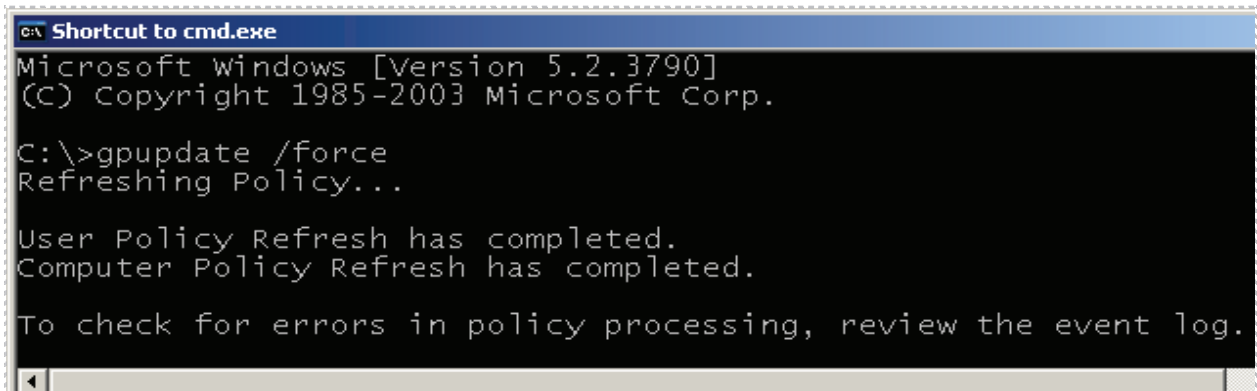 Shortcut to cmd.exe
Microsoft Windows [Version 5.2.3790]
(C) Copyright 1985-2003 Microsoft Corp.
C:\>gpupdate /force
Refreshing Policy...
User Policy Refresh has completed.
Computer Policy Refresh has completed.
To check for errors in policy processing, review the event log.